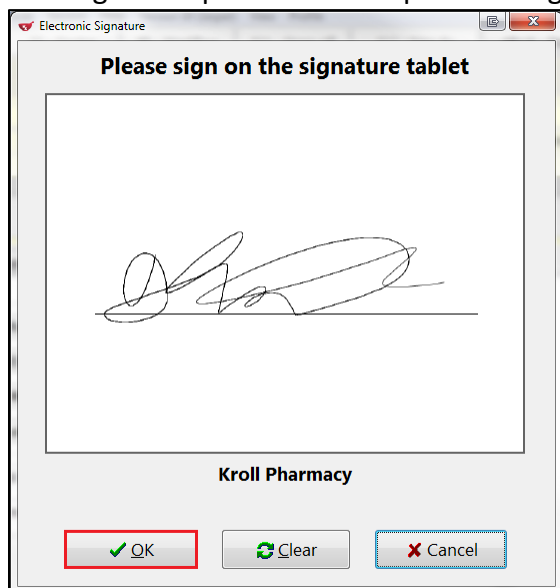 Electronic Signature
Please sign on the signature tablet
Kroll Pharmacy
OK
Clear
Cancel